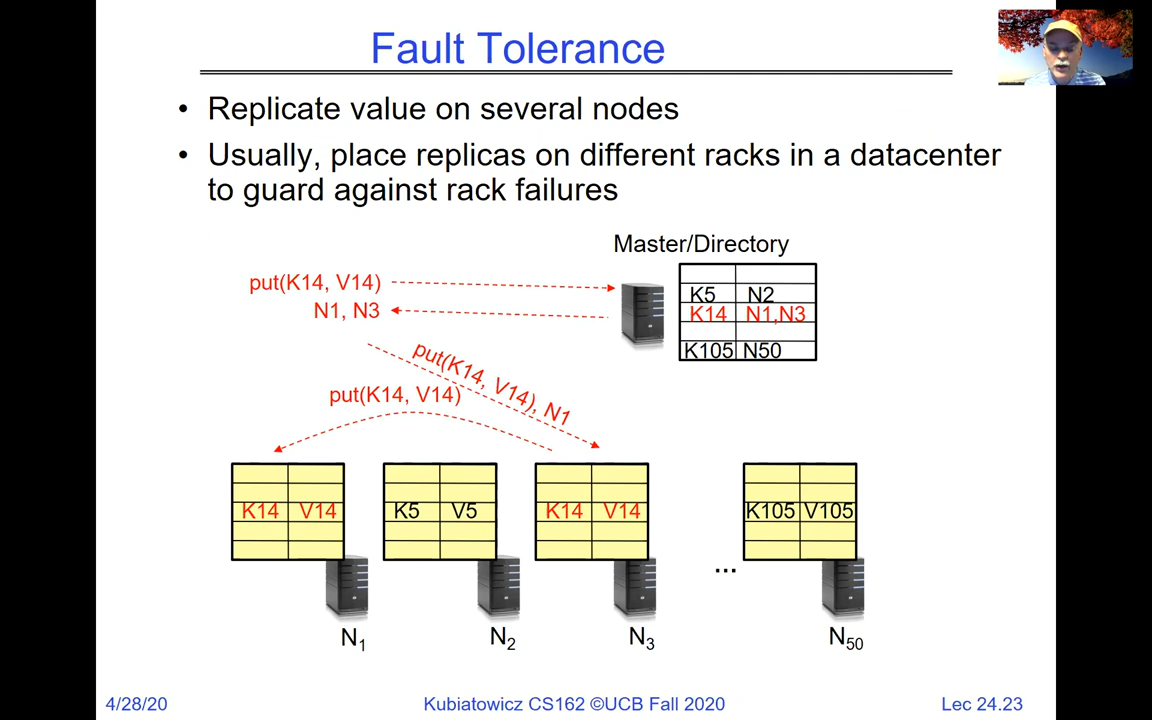 Fault Tolerance
• Replicate value on several nodes
• Usually, place replicas on different racks in a datacenter
to guard against rack failures
Master/Directory
put(K14, V14)
N1, N3
K5 N2
K14 N1,N3
K105 N50
put(K14, V14), N1
put(K14, V14)
K14 V14
K5 V5
K14 V14
K105 V105
...
N1
N2
N3
N50
4/28/20
Kubiatowicz CS162 ©UCB Fall 2020
Lec 24.23